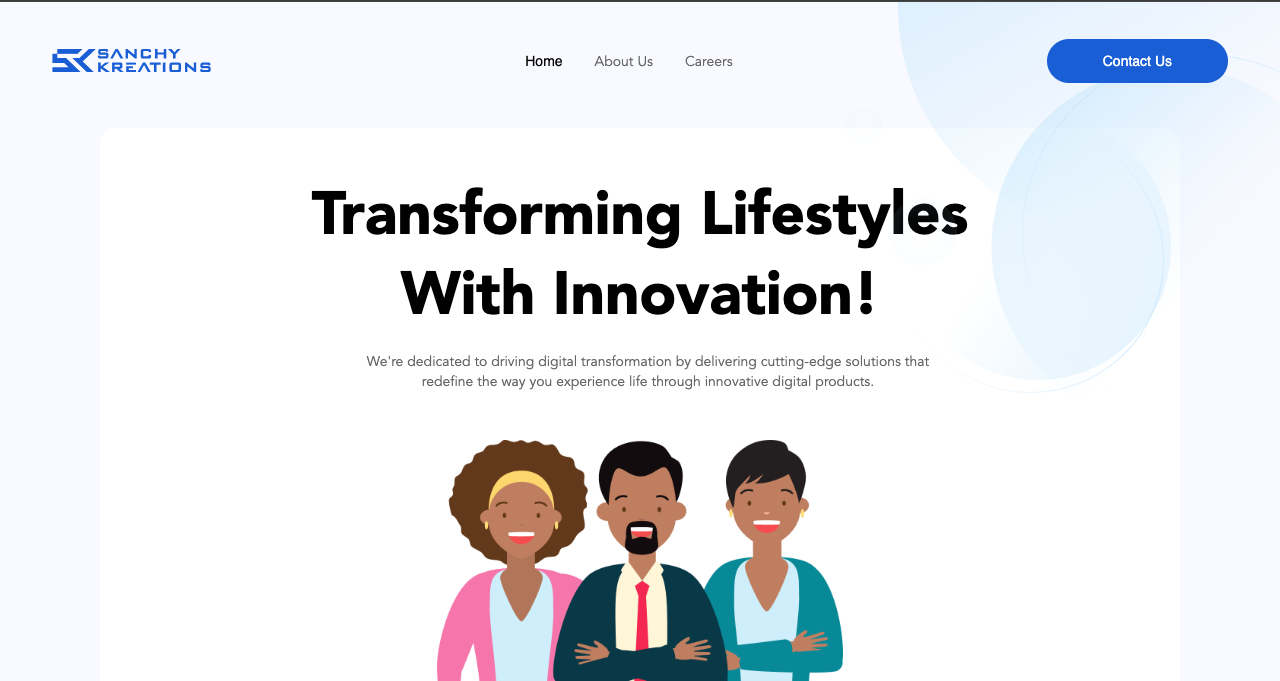 SANCHY
KREATIONS
Home
About Us
Careers
Contact Us
Transforming Lifestyles
With Innovation!
We're dedicated to driving digital transformation by delivering cutting-edge solutions that
redefine the way you experience life through innovative digital products.